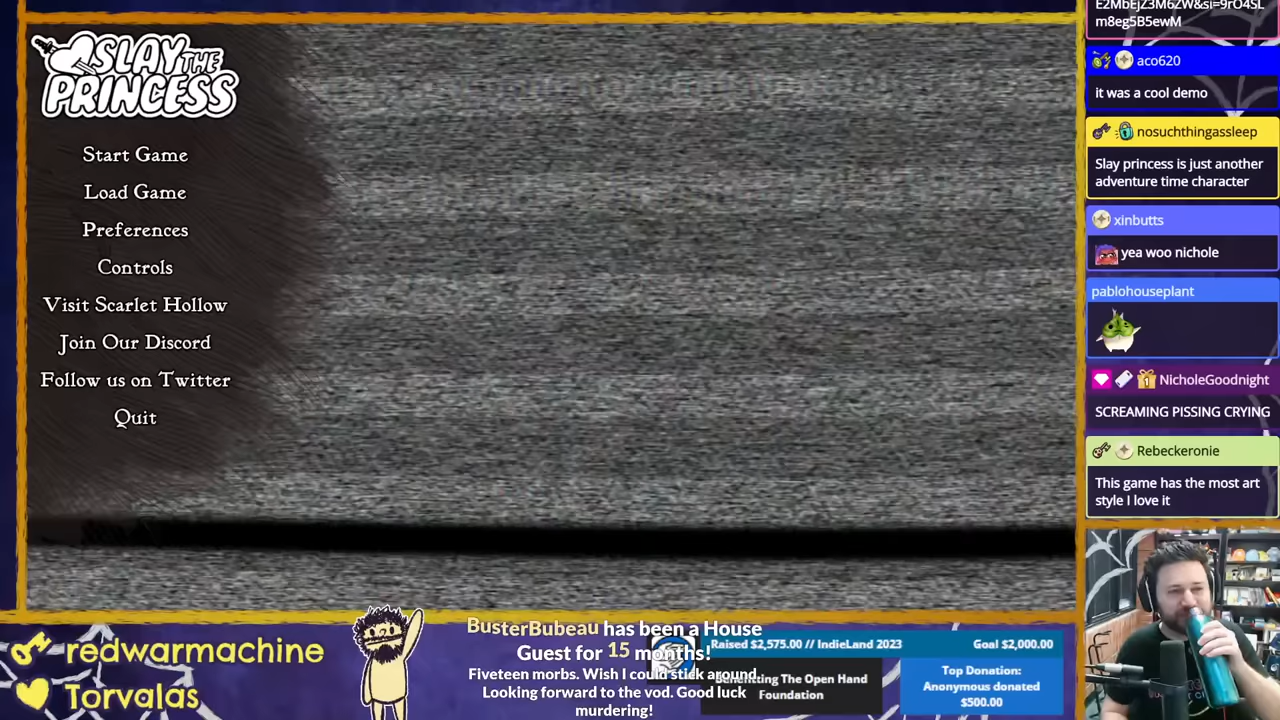 SLAY THE
PRINCESS
Start Game
Load Game
Preferences
Controls
Visit Scarlet Hollow
Join Our Discord
Follow us on Twitter
Quit
E2MbEjZ3M6ZW&si=9rO4SL
m8eg5B5ewM
aco620
it was a cool demo
nosuchthingassleep
Slay princess is just another
adventure time character
xinbutts
yea woo nichole
pablohouseplant
NicholeGoodnight
SCREAMING PISSING CRYING
Rebeckeronie
This game has the most art
style I love it
redwarmachine
Torvalas
BusterBubeau has been a House
Guest for 15 months!
Fiveteen morbs. Wish I could stick around.
Looking forward to the vod. Good luck
murdering!
Raised $2,575.00 // IndieLand 2023
Goal $2,000.00
The Open Hand
Foundation
Top Donation:
Anonymous donated
$500.00